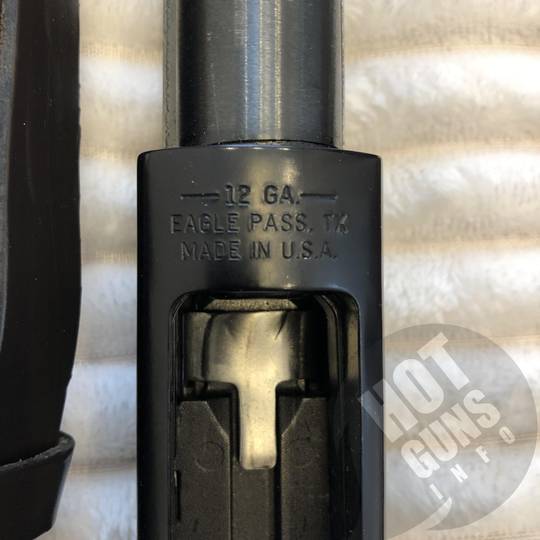 12 GA.
EAGLE PASS, TX
MADE IN U.S.A.
HOT
GUNS
INFO